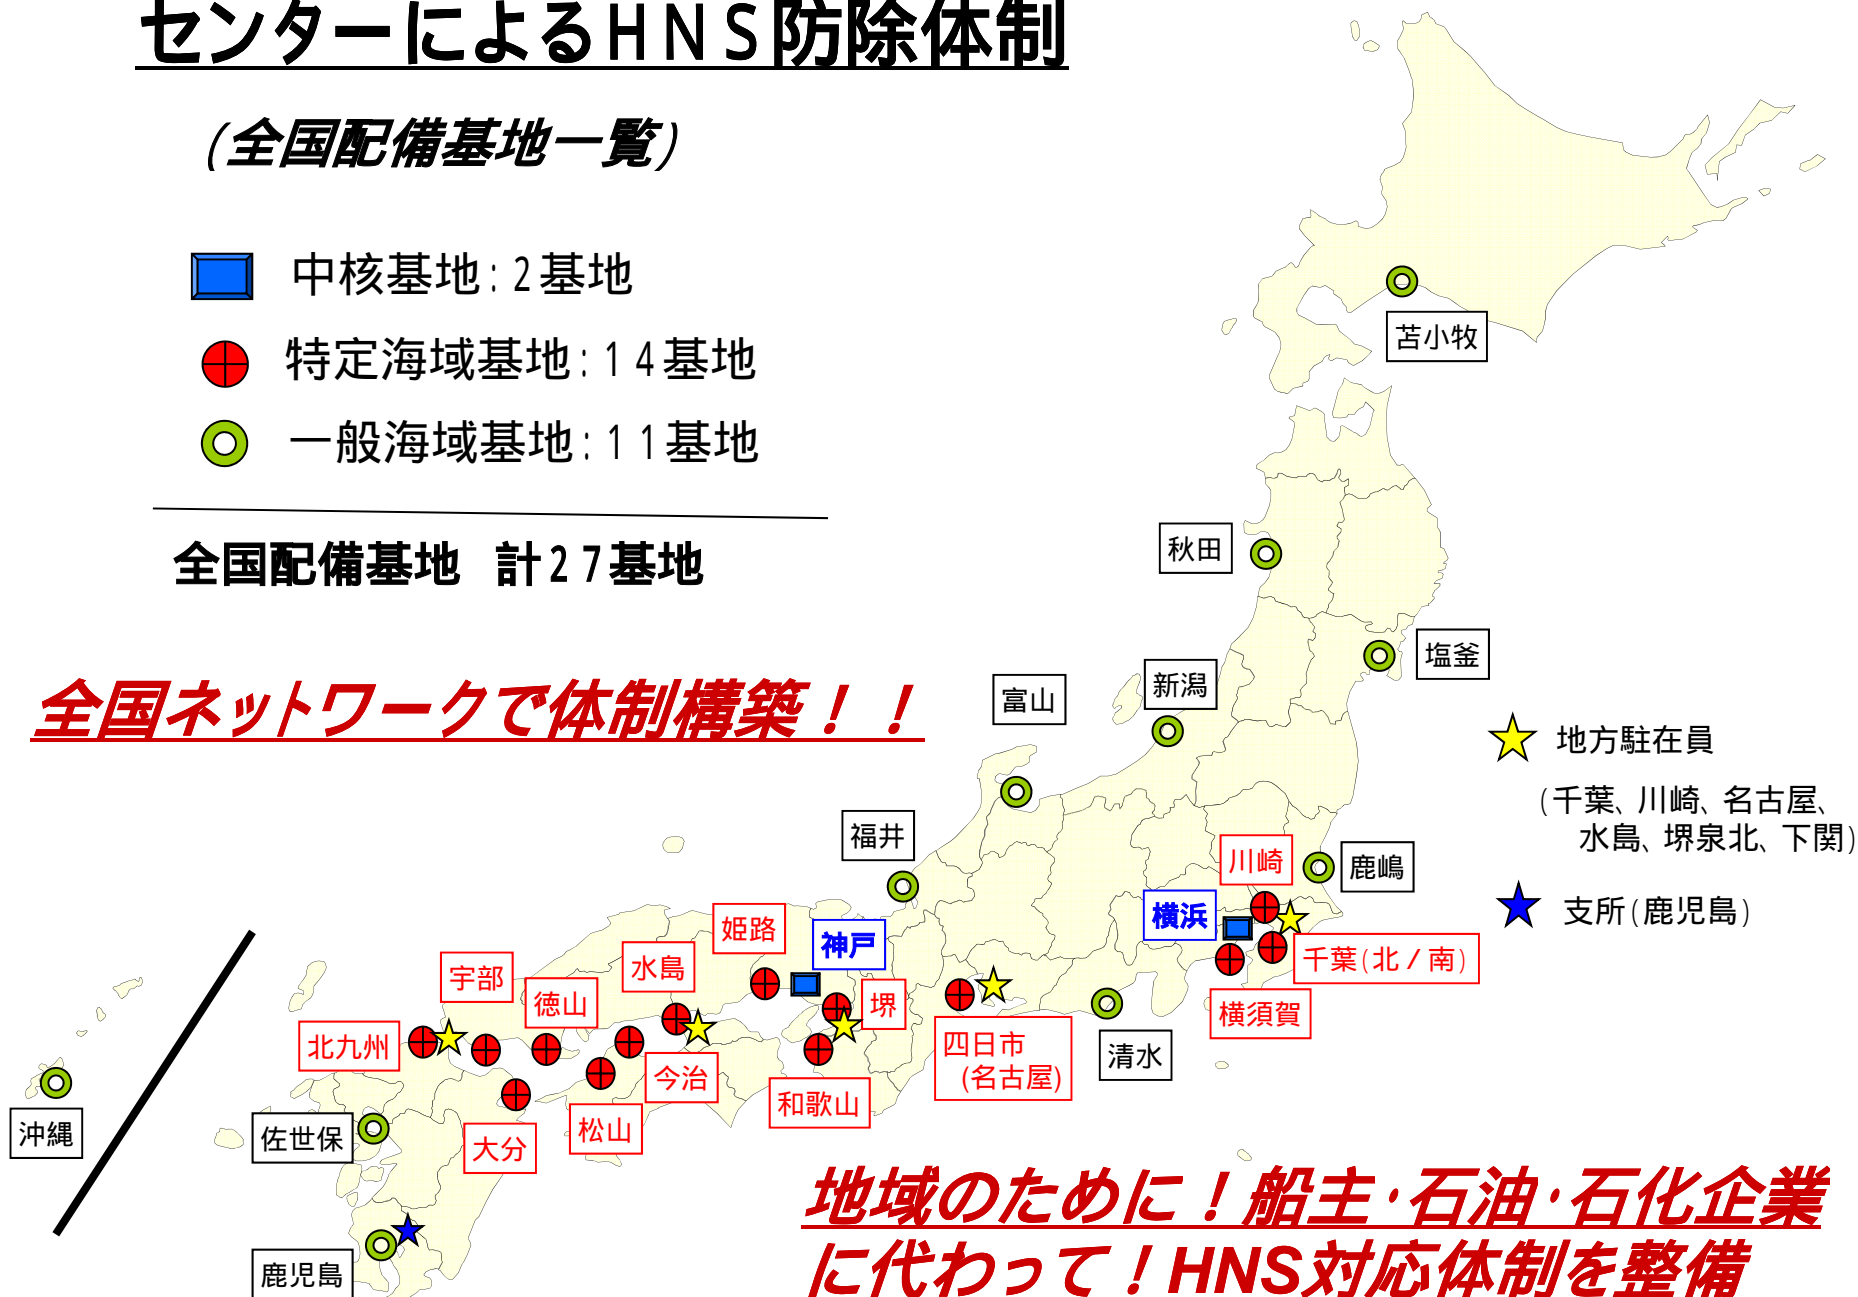 センターによるＨＮＳ防除体制
(全国配備基地一覧)
中核基地：２基地
特定海域基地：１４基地
一般海域基地：１１基地
全国配備基地　計２７基地
全国ネットワークで体制構築！！
苫小牧
秋田
塩釜
新潟
富山
福井
地方駐在員
(千葉、川崎、名古屋、
水島、堺泉北、下関)
支所(鹿児島)
川崎
鹿嶋
横浜
千葉(北／南)
横須賀
清水
四日市
(名古屋)
姫路
神戸
堺
和歌山
水島
今治
徳山
松山
宇部
大分
北九州
佐世保
鹿児島
沖縄
地域のために！船主・石油・石化企業
に代わって！HNS対応体制を整備